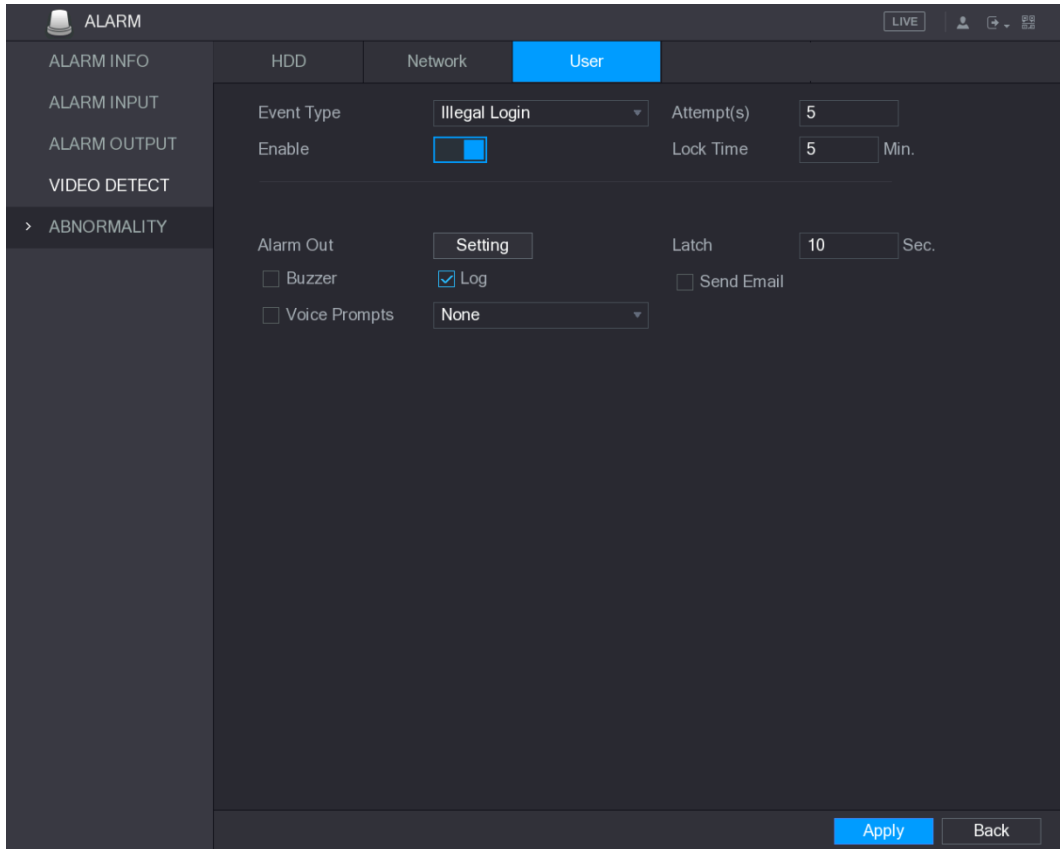 ALARM
LIVE
ALARM INFO
ALARM INPUT
ALARM OUTPUT
VIDEO DETECT
ABNORMALITY
HDD Network User
Event Type Illegal Login Attempt(s) 5
Enable Lock Time 5 Min.
Alarm Out Setting Latch 10 Sec.
Buzzer Log Send Email
Voice Prompts None
Apply Back